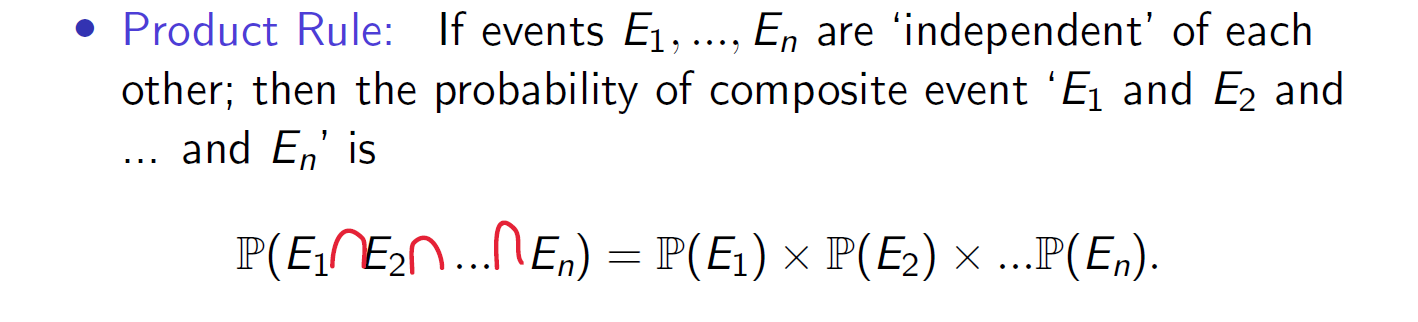 • Product Rule: If events E₁, ..., Eₙ are ‘independent’ of each
other; then the probability of composite event ‘E₁ and E₂ and
... and Eₙ’ is
ℙ(E₁∩E₂∩...∩Eₙ) = ℙ(E₁) × ℙ(E₂) × ...ℙ(Eₙ).